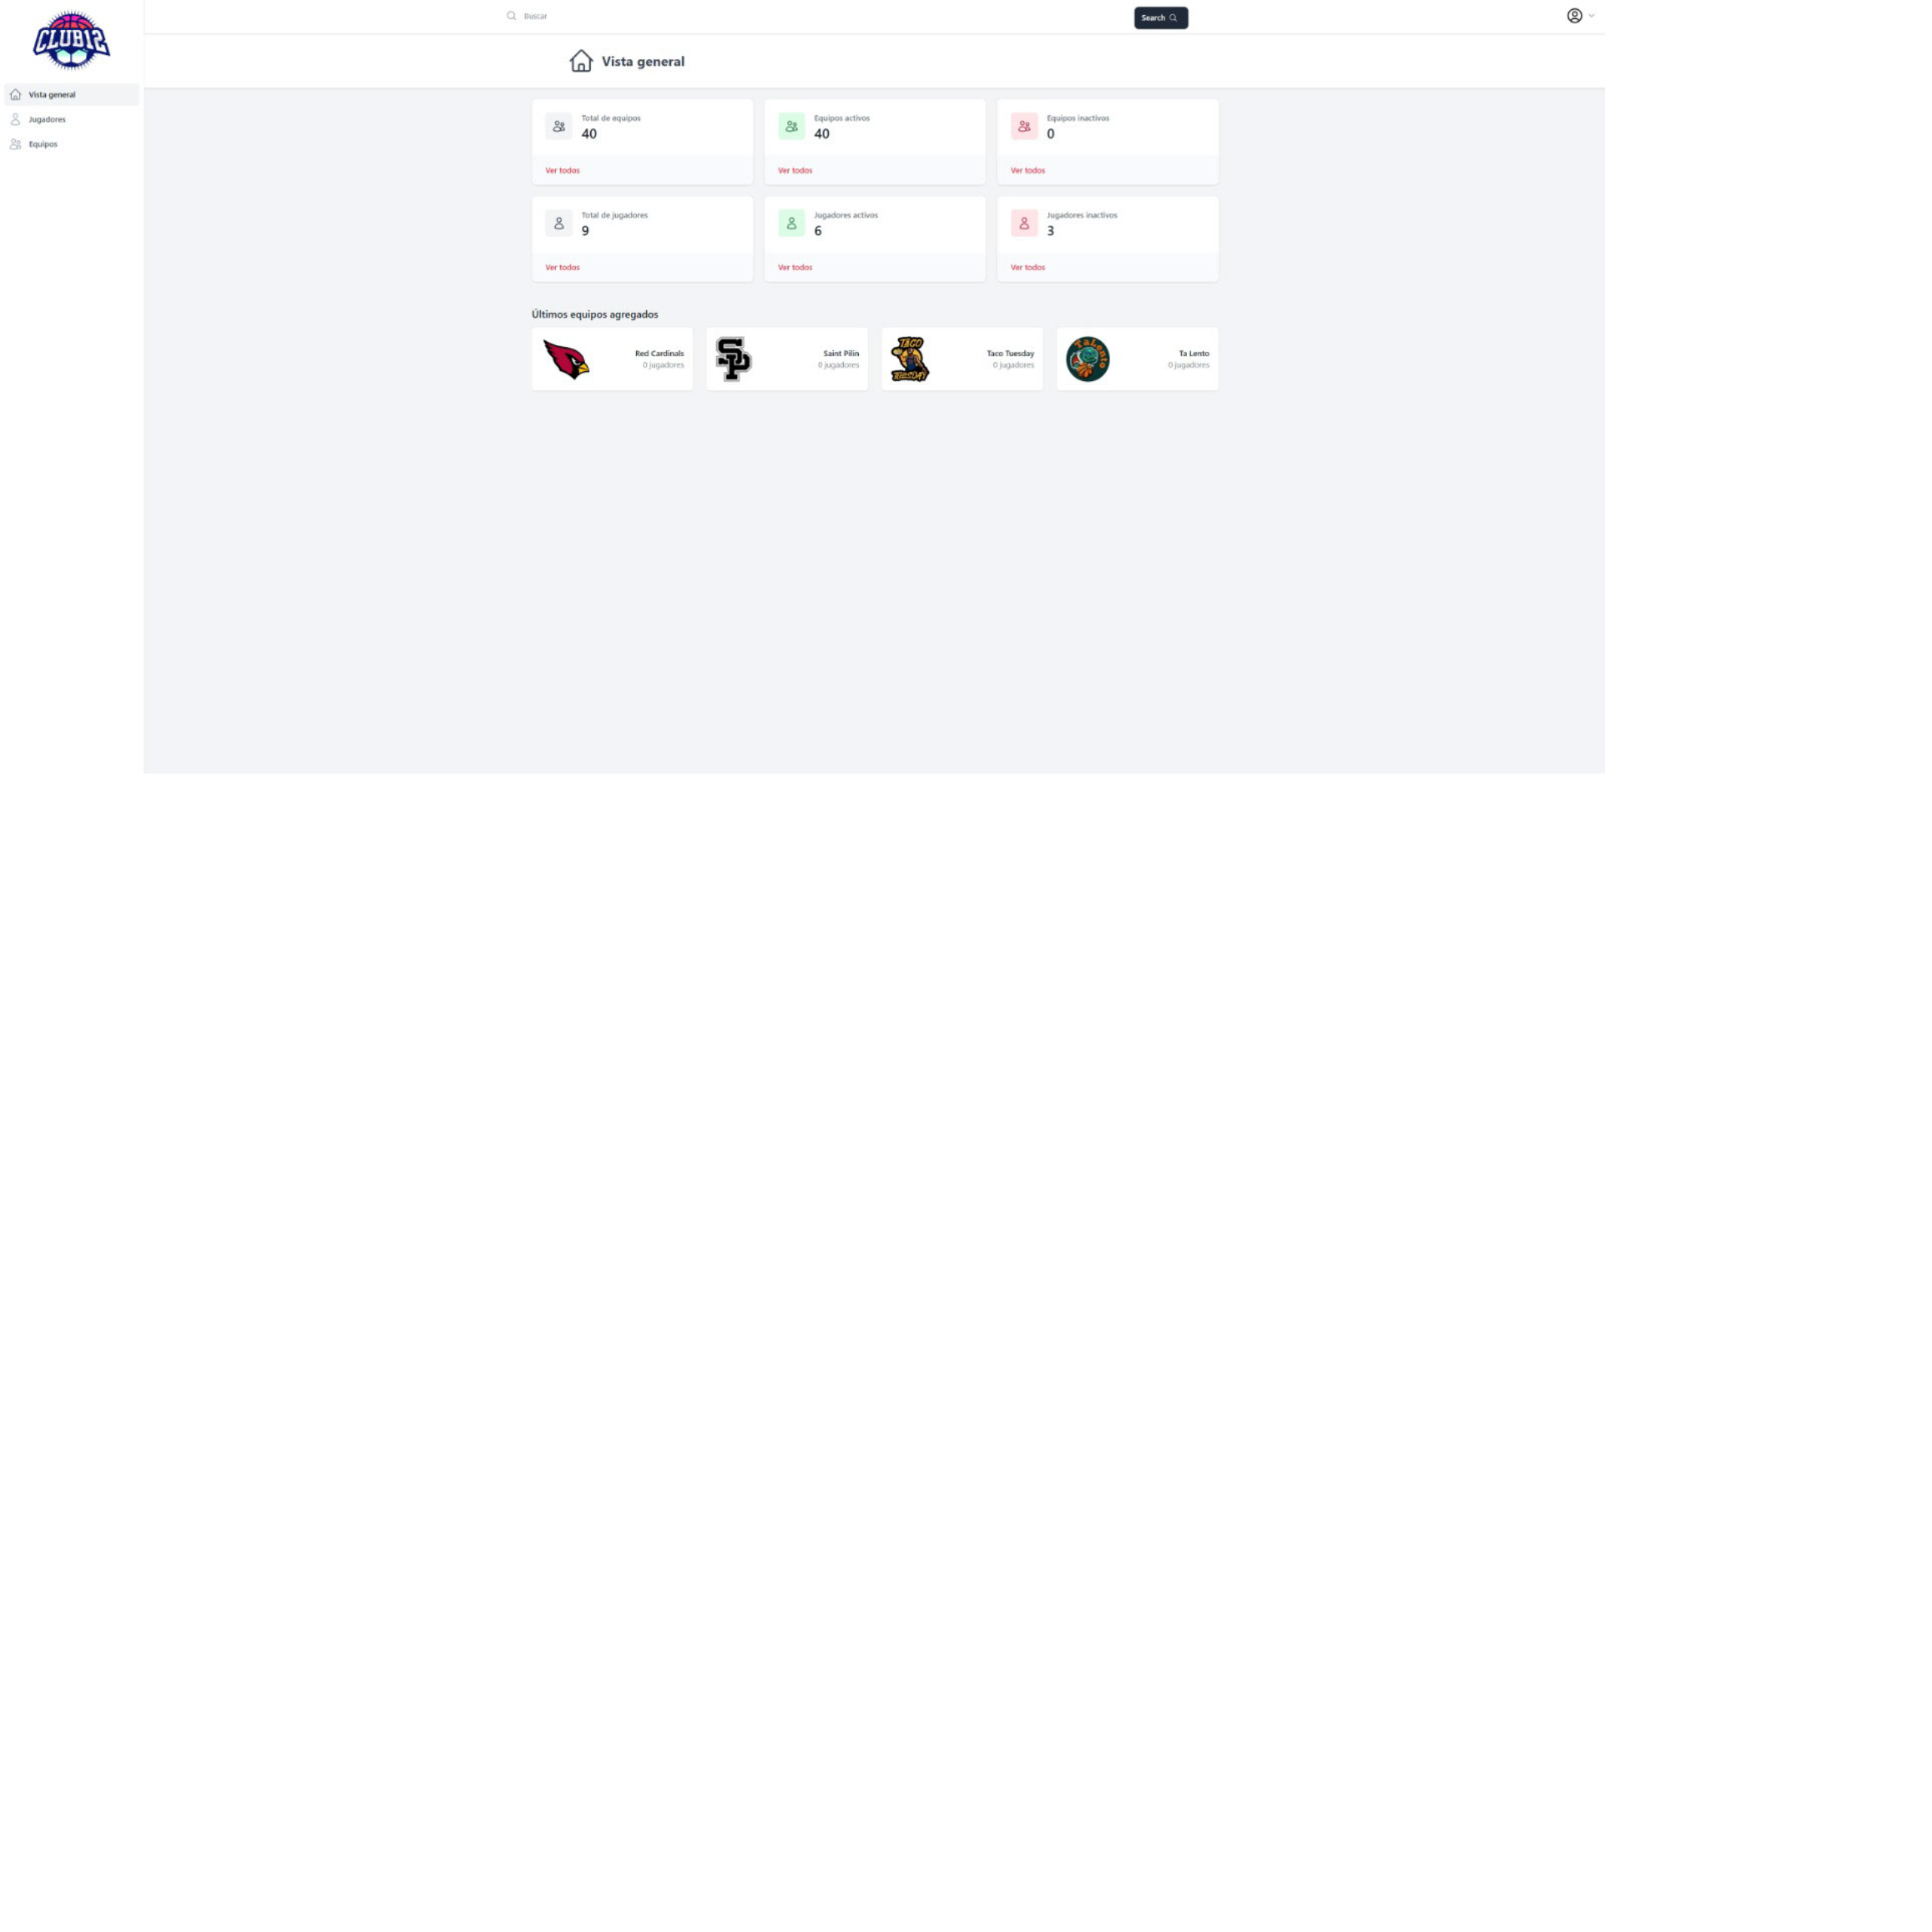 CLUB12
Vista general
Jugadores
Equipos
Buscar
Search
Vista general
Total de equipos
40
Ver todos
Equipos activos
40
Ver todos
Equipos inactivos
0
Ver todos
Total de jugadores
9
Ver todos
Jugadores activos
6
Ver todos
Jugadores inactivos
3
Ver todos
Últimos equipos agregados
Red Cardinals
0 jugadores
SP
Saint Pilin
0 jugadores
TACO
TUESDAY
Taco Tuesday
0 jugadores
TaLento
Ta Lento
0 jugadores